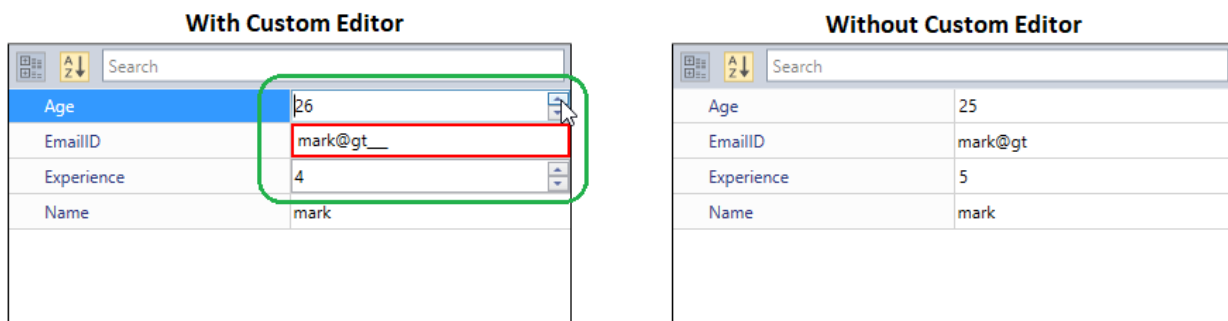 With Custom Editor
A Z Search
Age 26
EmailID mark@gt__
Experience 4
Name mark
Without Custom Editor
A Z Search
Age 25
EmailID mark@gt
Experience 5
Name mark